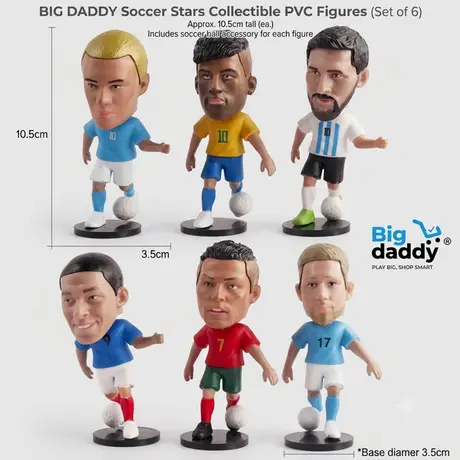 BIG DADDY Soccer Stars Collectible PVC Figures (Set of 6)
Approx. 10.5cm tall (ea.)
Includes soccer ball accessory for each figure
10.5cm
10
10
3.5cm
Big
daddy®
PLAY BIG, SHOP SMART
7
17
*Base diamer 3.5cm